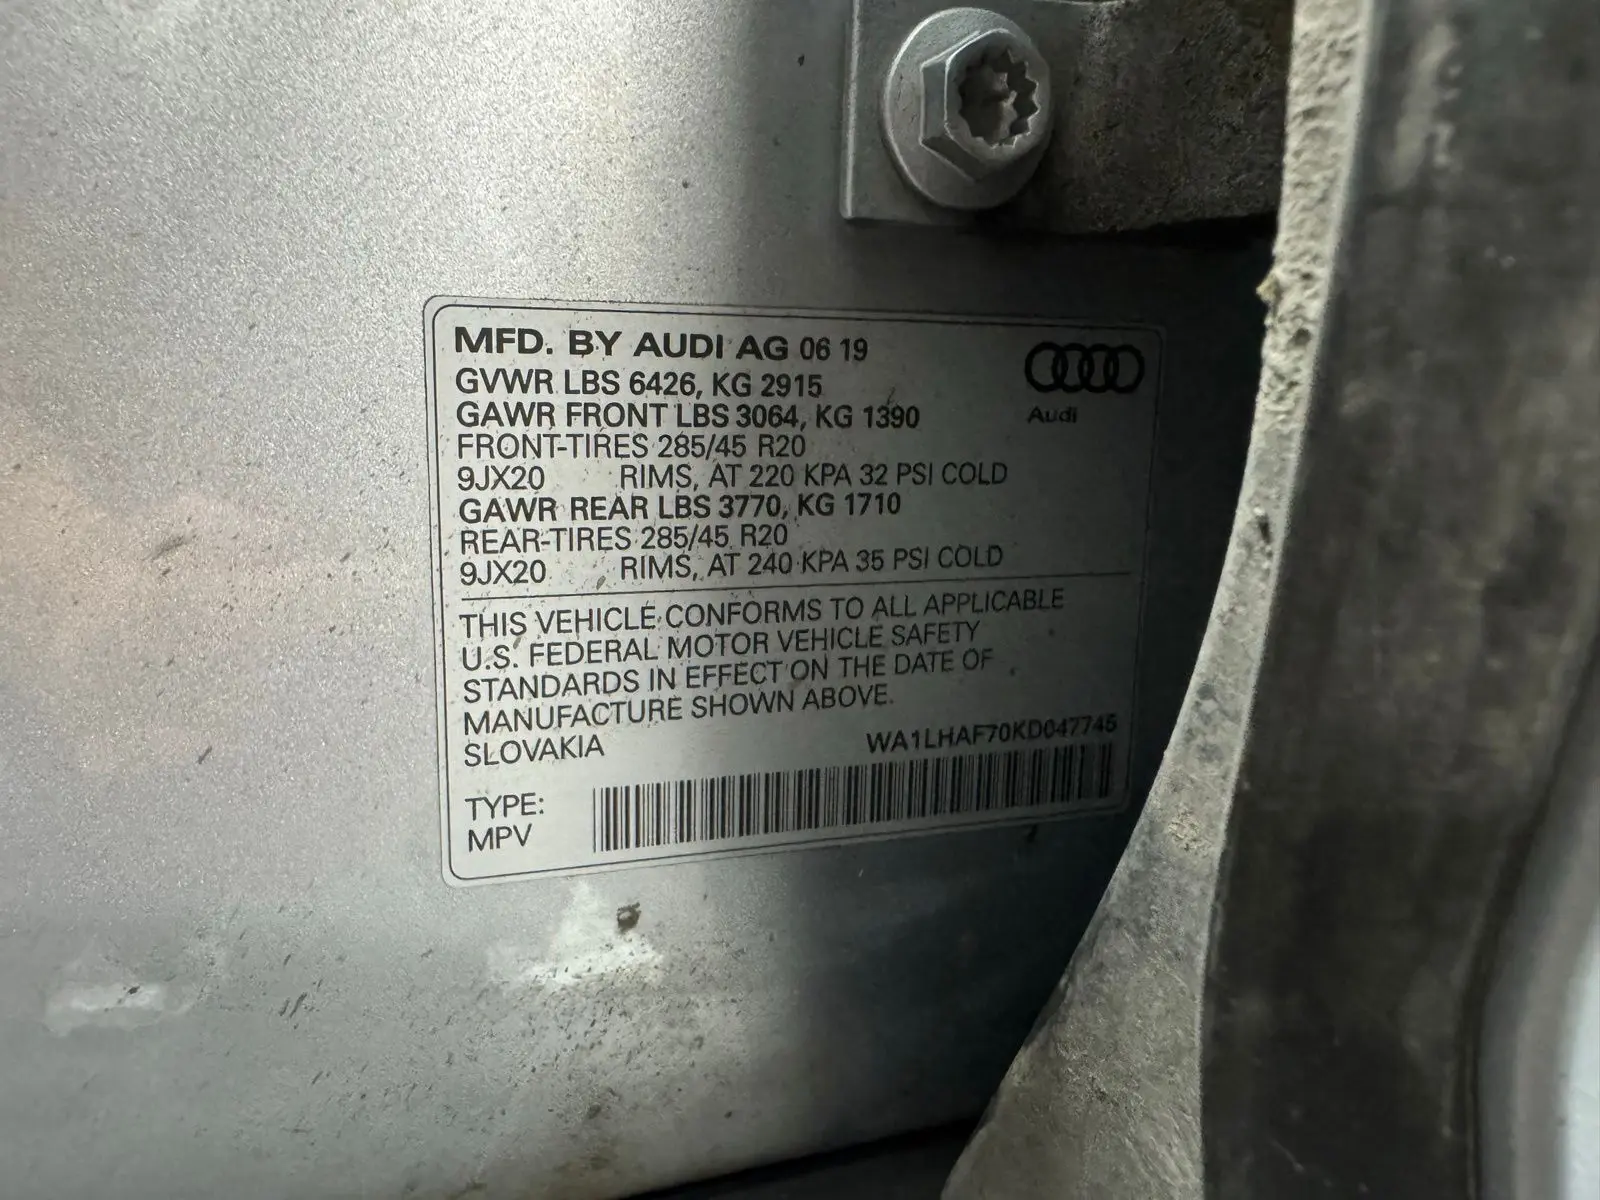 MFD. BY AUDI AG 06 19
GVWR LBS 6426, KG 2915
GAWR FRONT LBS 3064, KG 1390
FRONT-TIRES 285/45 R20
9JX20 RIMS, AT 220 KPA 32 PSI COLD
GAWR REAR LBS 3770, KG 1710
REAR-TIRES 285/45 R20
9JX20 RIMS, AT 240 KPA 35 PSI COLD
Audi
THIS VEHICLE CONFORMS TO ALL APPLICABLE
U.S. FEDERAL MOTOR VEHICLE SAFETY
STANDARDS IN EFFECT ON THE DATE OF
MANUFACTURE SHOWN ABOVE.
SLOVAKIA
WA1LHAF70KD047745
TYPE:
MPV